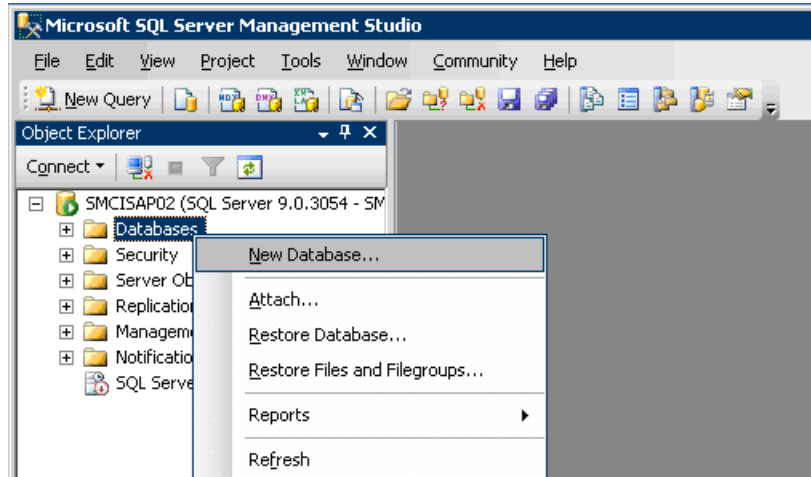 Microsoft SQL Server Management Studio
File Edit View Project Tools Window Community Help
New Query
Object Explorer
Connect
SMCISAP02 (SQL Server 9.0.3054 - SM
Databases
Security
Server Ob
Replication
Manageme
Notificatio
SQL Serve
New Database...
Attach...
Restore Database...
Restore Files and Filegroups...
Reports
Refresh